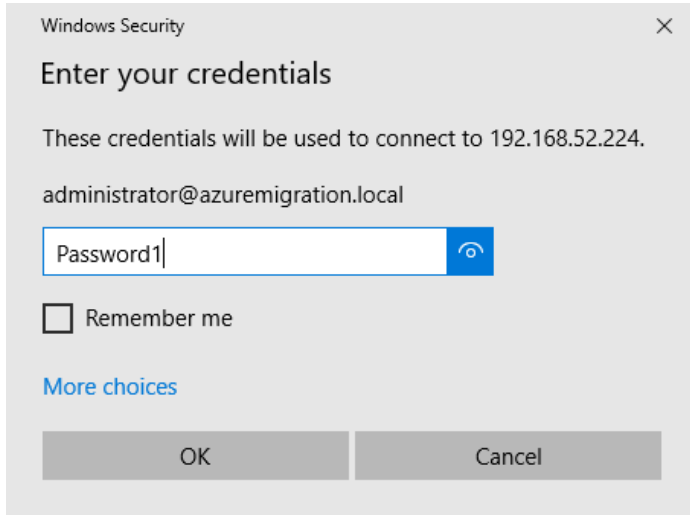 Windows Security
Enter your credentials
These credentials will be used to connect to 192.168.52.224.
administrator@azuremigration.local
Password1
Remember me
More choices
OK
Cancel